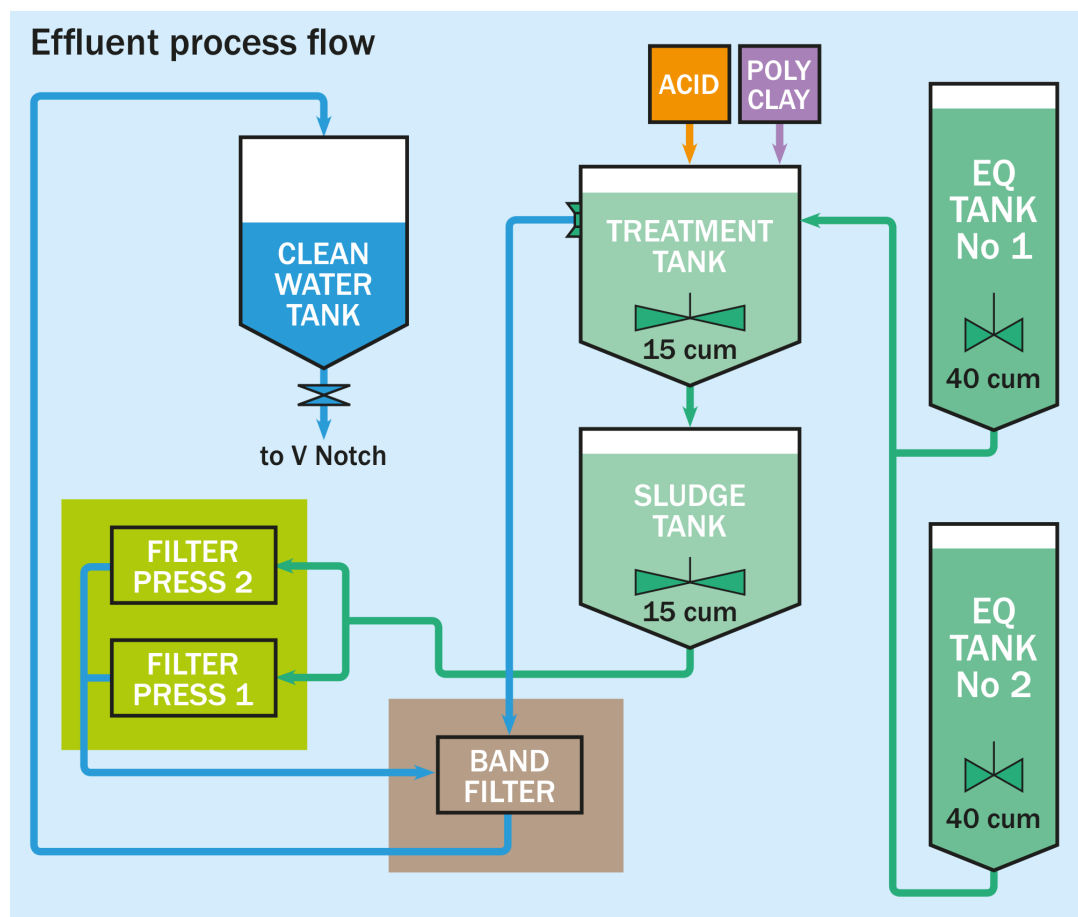 Effluent process flow
ACID
POLY
CLAY
EQ
TANK
No 1
40 cum
TREATMENT
TANK
15 cum
CLEAN
WATER
TANK
to V Notch
SLUDGE
TANK
15 cum
FILTER
PRESS 2
FILTER
PRESS 1
EQ
TANK
No 2
40 cum
BAND
FILTER